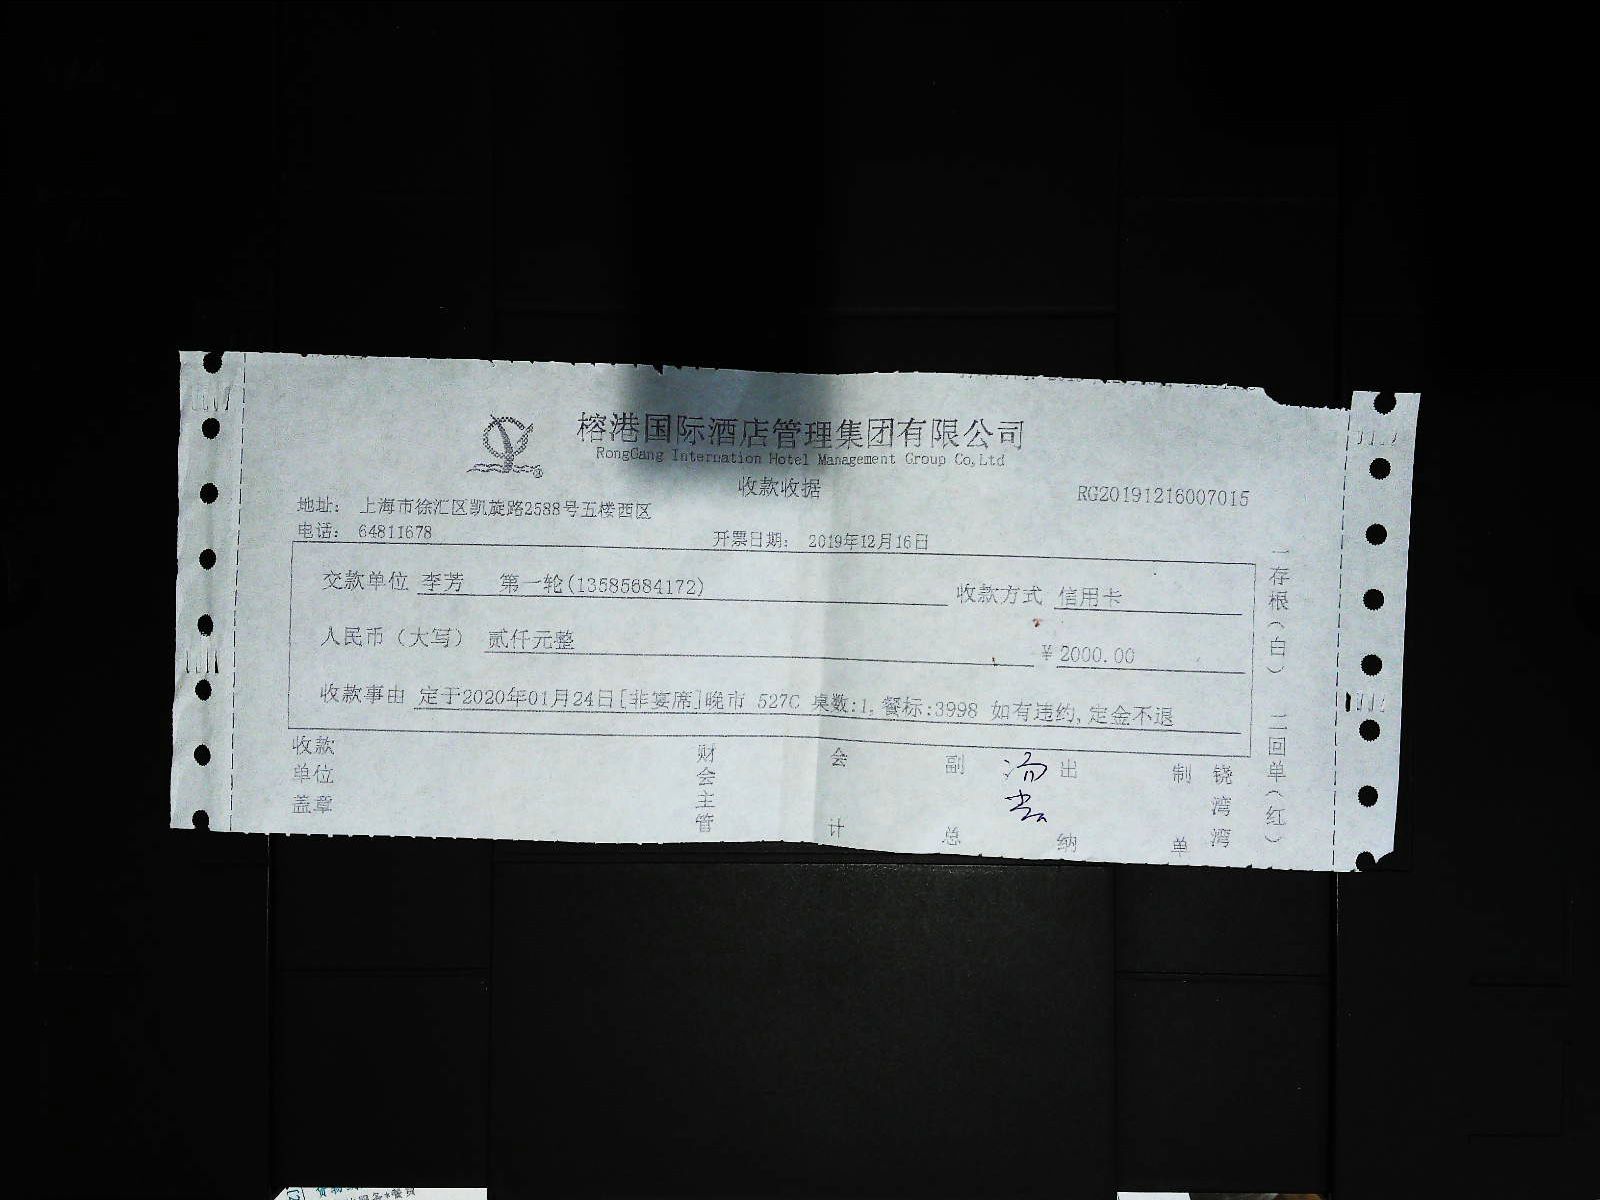 榕港国际酒店管理集团有限公司
RongGang Internation Hotel Management Group Co,Ltd
收款收据
RG20191216007015
地址: 上海市徐汇区凯旋路2588号五楼西区
电话: 64811678 开票日期: 2019年12月16日
交款单位 李芳 第一轮(13585684172) 收款方式 信用卡
人民币（大写） 贰仟元整 ¥ 2000.00
收款事由 定于2020年01月24日[非宴席]晚市 527C 桌数:1,餐标:3998 如有违约,定金不退
收款单位盖章 财会主管 会计 副总 出纳 制单 铙湾湾
一存根(白) 二回单(红)